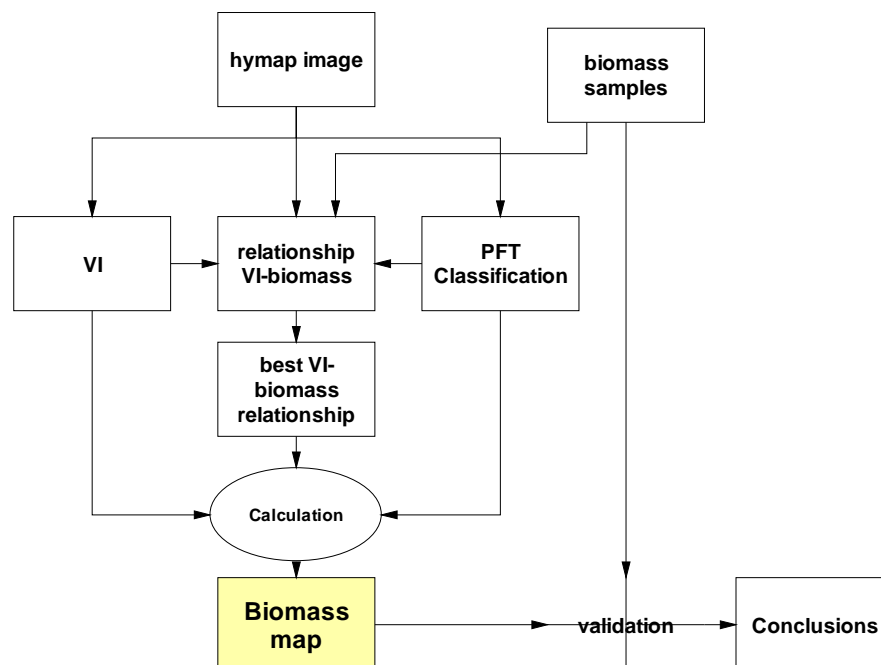 hymap image
biomass
samples
VI
relationship
VI-biomass
PFT
Classification
best VI-
biomass
relationship
Calculation
Biomass
map
validation
Conclusions